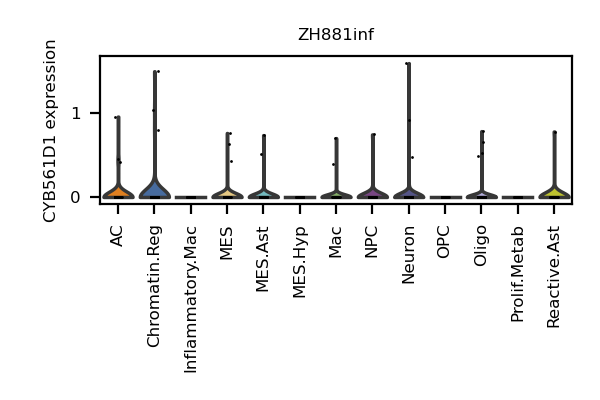 ZH881inf
CYB561D1 expression
1
0
AC
Chromatin.Reg
Inflammatory.Mac
MES
MES.Ast
MES.Hyp
Mac
NPC
Neuron
OPC
Oligo
Prolif.Metab
Reactive.Ast